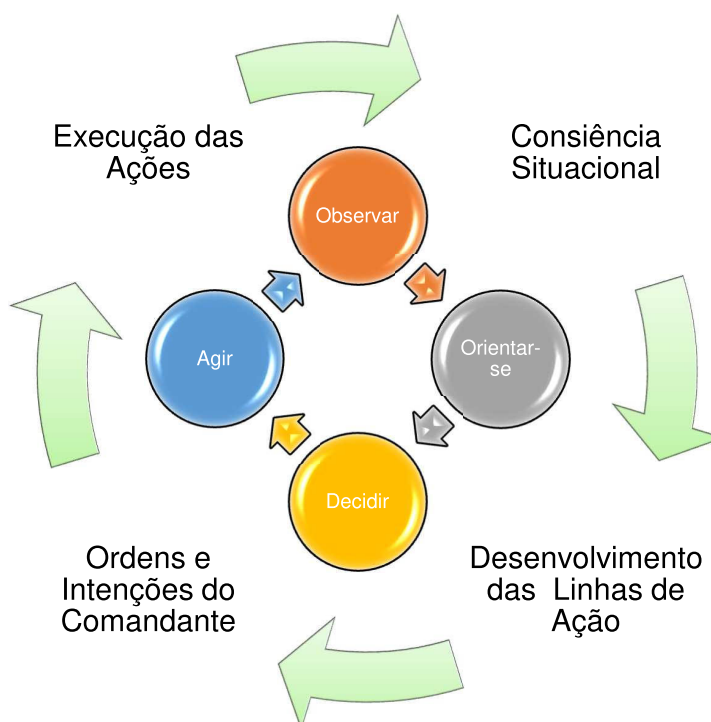 Execução das
Ações
Consiência
Situacional
Observar
Agir
Orientar-
se
Decidir
Ordens e
Intenções do
Comandante
Desenvolvimento
das  Linhas de
Ação